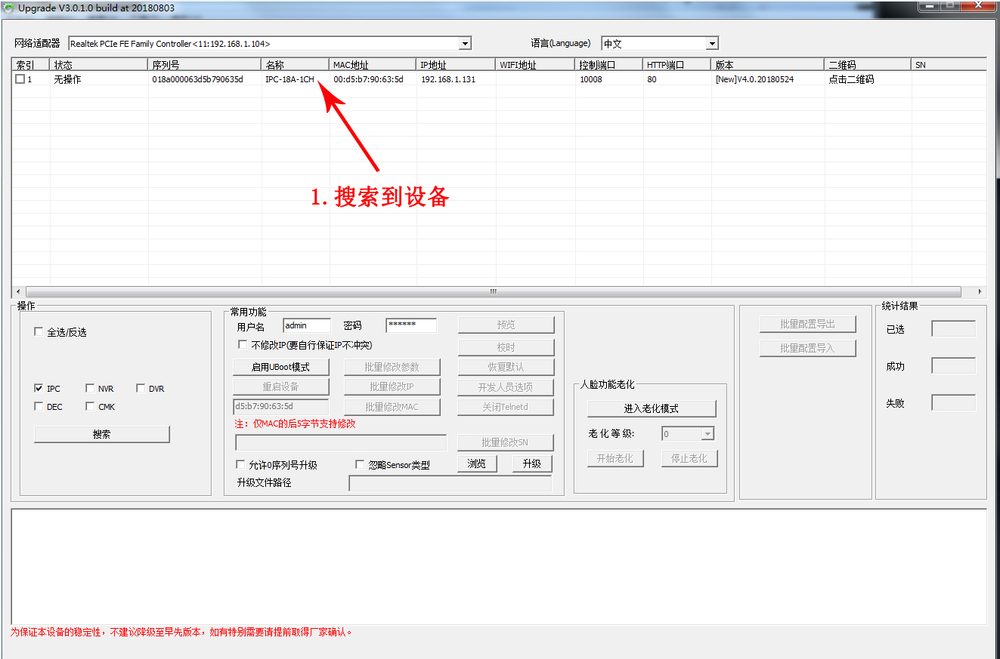 Upgrade V3.0.1.0 build at 20180803
网络适配器 Realtek PCIe FE Family Controller<11:192.168.1.104> 语言(Language) 中文
索引 状态 序列号 名称 MAC地址 IP地址 WIFI地址 控制端口 HTTP端口 版本 二维码 SN
1 无操作 018a000063d5b790635d IPC-18A-1CH 00:d5:b7:90:63:5d 192.168.1.131 10008 80 [New]V4.0.20180524 点击二维码
1. 搜索到设备
操作
全选/反选
IPC NVR DVR
DEC CMK
搜索
常用功能
用户名 admin 密码 ****** 预览
不修改IP(要自行保证IP不冲突) 校时
启用UBoot模式 批量修改参数 恢复默认
重启设备 批量修改IP 开发人员选项
d5:b7:90:63:5d 批量修改MAC 关闭Telnetd
注：仅MAC的后5字节支持修改
批量修改SN
允许0序列号升级 忽略Sensor类型 浏览 升级
升级文件路径
人脸功能老化
进入老化模式
老化等级: 0
开始老化 停止老化
批量配置导出
批量配置导入
统计结果
已选
成功
失败
为保证本设备的稳定性，不建议降级至早先版本，如有特别需要请提前取得厂家确认。